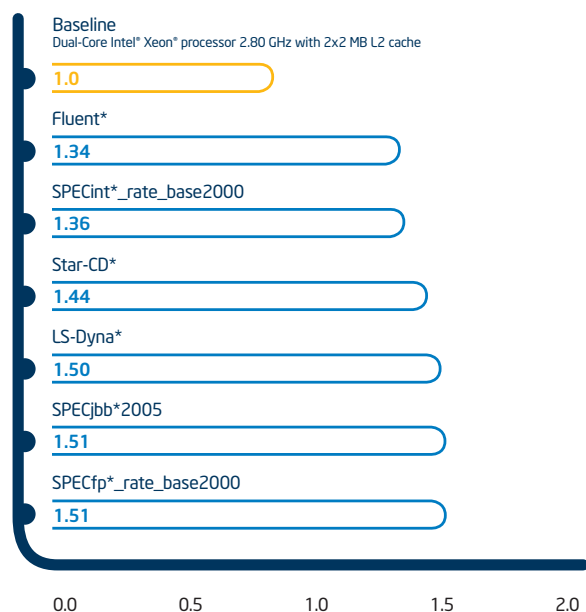 Baseline
Dual-Core Intel® Xeon® processor 2.80 GHz with 2x2 MB L2 cache
1.0
Fluent*
1.34
SPECint*_rate_base2000
1.36
Star-CD*
1.44
LS-Dyna*
1.50
SPECjbb*2005
1.51
SPECfp*_rate_base2000
1.51
0.0 0.5 1.0 1.5 2.0